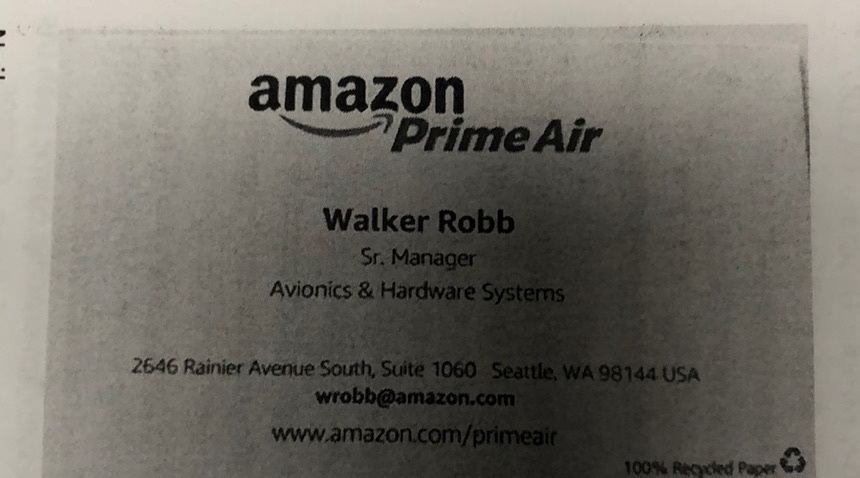 amazon
Prime Air
Walker Robb
Sr. Manager
Avionics & Hardware Systems
2646 Rainier Avenue South, Suite 1060 Seattle, WA 98144 USA
wrobb@amazon.com
www.amazon.com/primeair
100% Recycled Paper